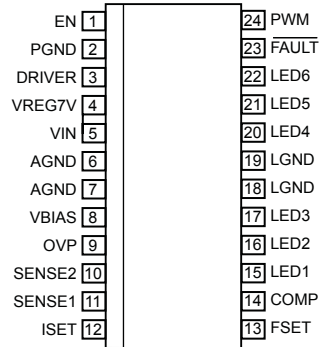 EN 1 24 PWM
PGND 2 23 FAULT
DRIVER 3 22 LED6
VREG7V 4 21 LED5
VIN 5 20 LED4
AGND 6 19 LGND
AGND 7 18 LGND
VBIAS 8 17 LED3
OVP 9 16 LED2
SENSE2 10 15 LED1
SENSE1 11 14 COMP
ISET 12 13 FSET